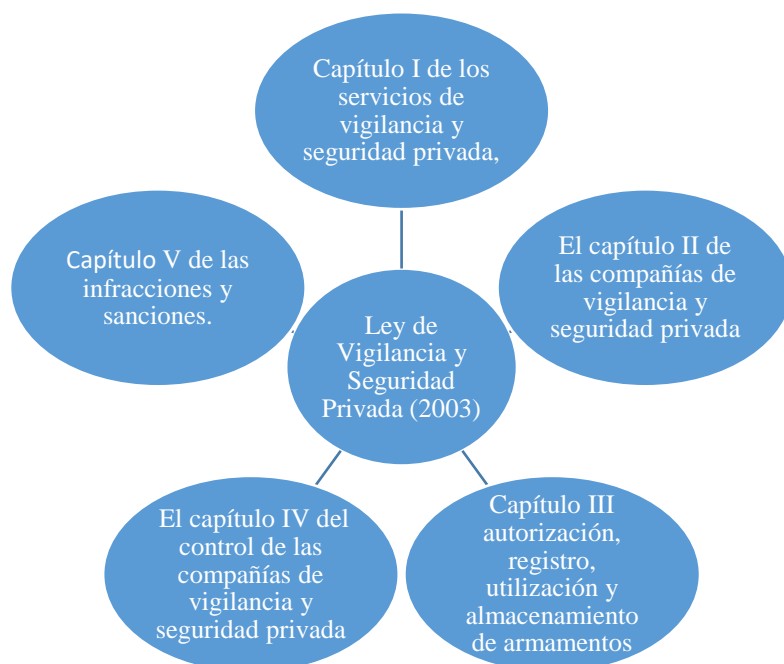 Capítulo I de los
servicios de
vigilancia y
seguridad privada,
El capítulo II de
las compañías de
vigilancia y
seguridad privada
Capítulo III
autorización,
registro,
utilización y
almacenamiento
de armamentos
El capítulo IV del
control de las
compañías de
vigilancia y
seguridad privada
Capítulo V de las
infracciones y
sanciones.
Ley de
Vigilancia y
Seguridad
Privada (2003)